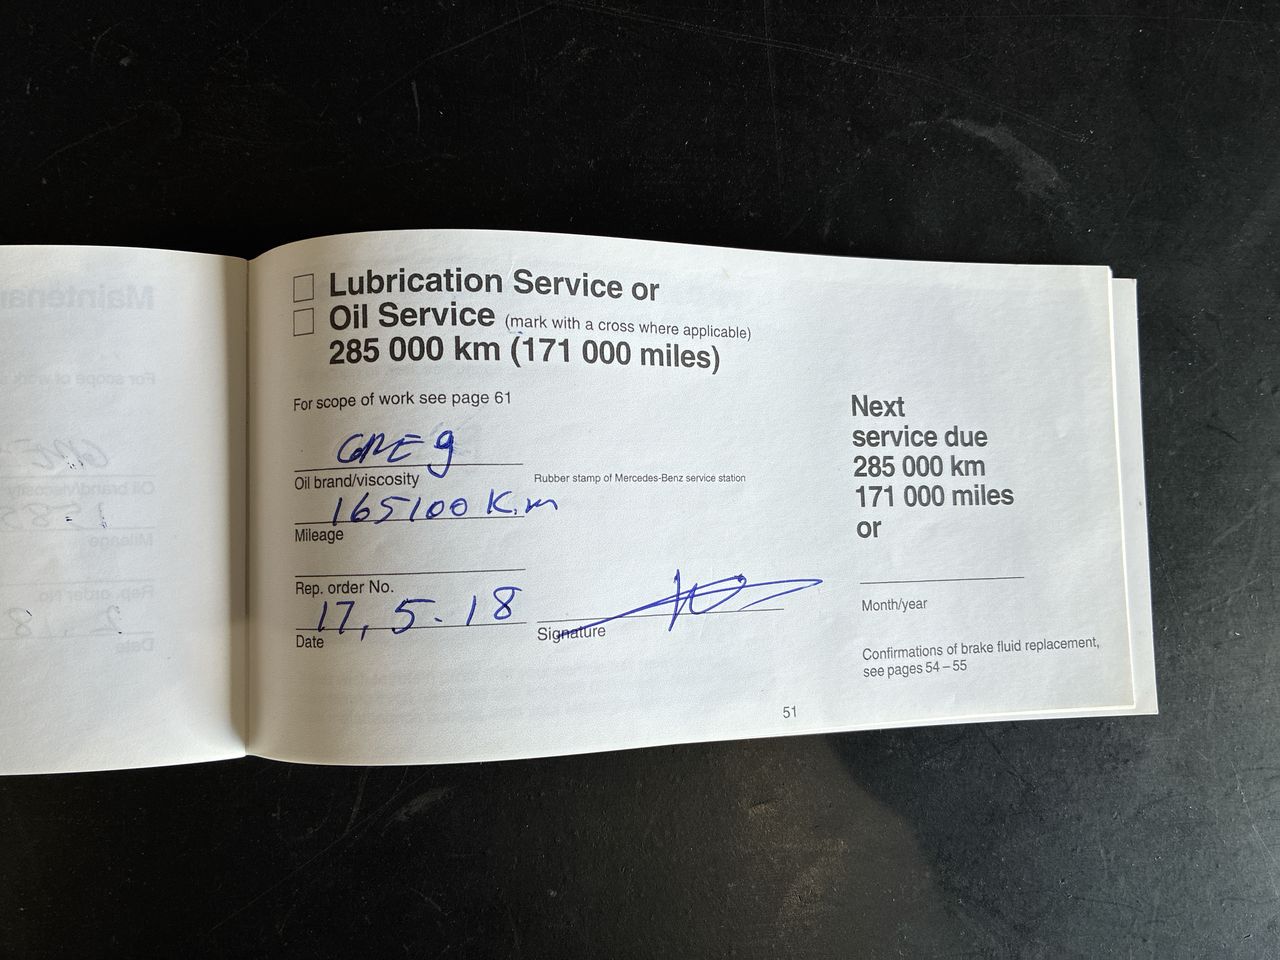 ☐ Lubrication Service or
☐ Oil Service (mark with a cross where applicable)
285 000 km (171 000 miles)
For scope of work see page 61
GREg
Oil brand/viscosity
Rubber stamp of Mercedes-Benz service station
165100 K.m
Mileage
Rep. order No.
17, 5. 18
Date
Signature
Next
service due
285 000 km
171 000 miles
or
Month/year
Confirmations of brake fluid replacement,
see pages 54 – 55
51